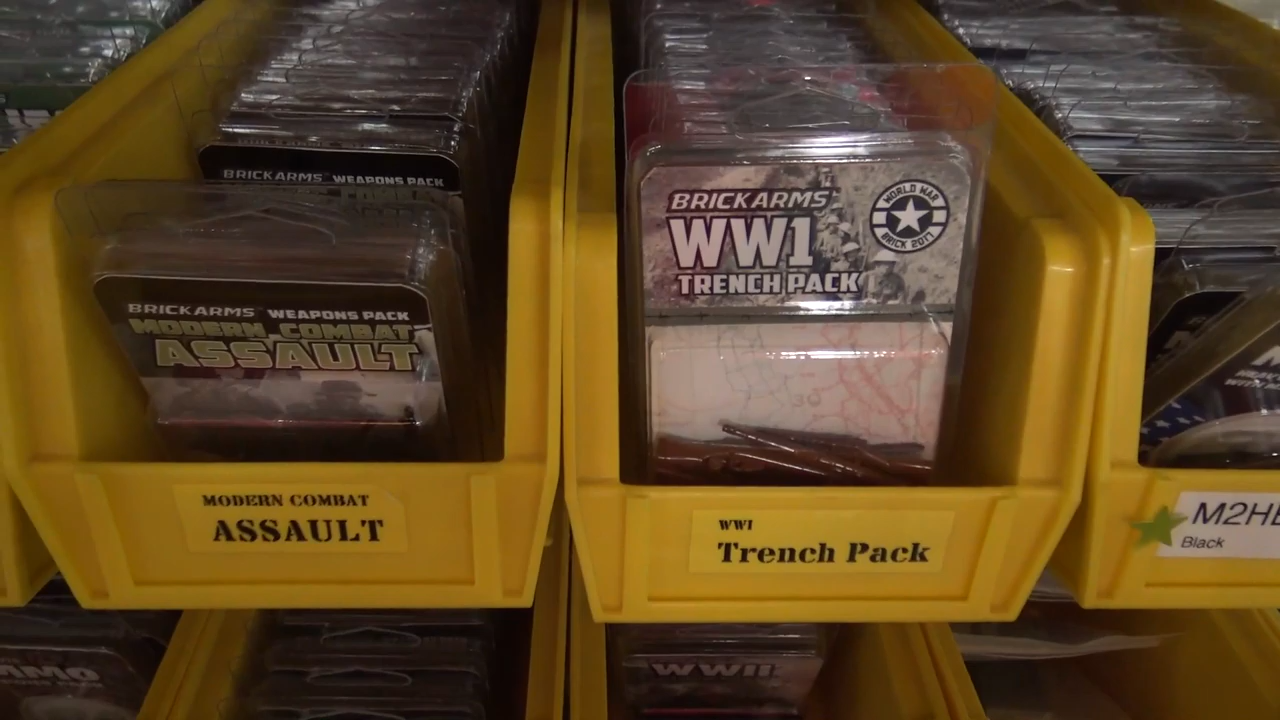 BRICKARMS WEAPONS PACK
BRICKARMS WEAPONS PACK
MODERN COMBAT
ASSAULT
MODERN COMBAT
ASSAULT
BRICKARMS
WW1
TRENCH PACK
WORLD WAR
BRICK 2017
30
WWI
Trench Pack
Black
WWII